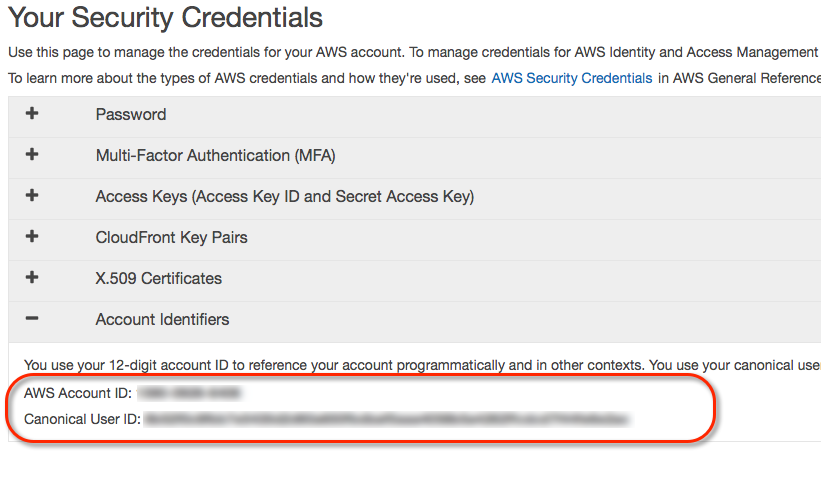 Your Security Credentials
Use this page to manage the credentials for your AWS account. To manage credentials for AWS Identity and Access Management
To learn more about the types of AWS credentials and how they're used, see AWS Security Credentials in AWS General Reference
Password
Multi-Factor Authentication (MFA)
Access Keys (Access Key ID and Secret Access Key)
CloudFront Key Pairs
X.509 Certificates
Account Identifiers
You use your 12-digit account ID to reference your account programmatically and in other contexts. You use your canonical
AWS Account ID:
Canonical User ID: